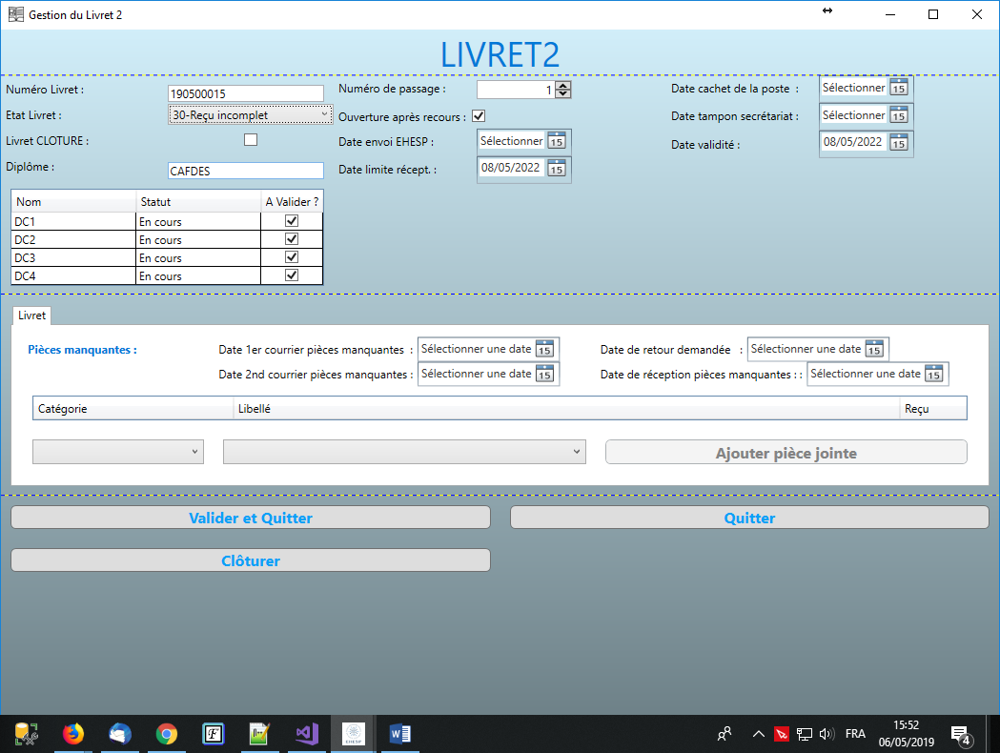 Gestion du Livret 2
LIVRET2
Numéro Livret : 190500015 Numéro de passage : 1 Date cachet de la poste : Sélectionner 15
Etat Livret : 30-Reçu incomplet Ouverture après recours : Date tampon secrétariat : Sélectionner 15
Livret CLOTURE : Date envoi EHESP : Sélectionner 15 Date validité : 08/05/2022 15
Diplôme : CAFDES Date limite récept. : 08/05/2022 15
Nom Statut A Valider ?
DC1 En cours
DC2 En cours
DC3 En cours
DC4 En cours
Livret
Pièces manquantes : Date 1er courrier pièces manquantes : Sélectionner une date 15 Date de retour demandée : Sélectionner une date 15
Date 2nd courrier pièces manquantes : Sélectionner une date 15 Date de réception pièces manquantes : : Sélectionner une date 15
Catégorie Libellé Reçu
Ajouter pièce jointe
Valider et Quitter Quitter
Clôturer
EHESP
FRA 15:52
06/05/2019 4